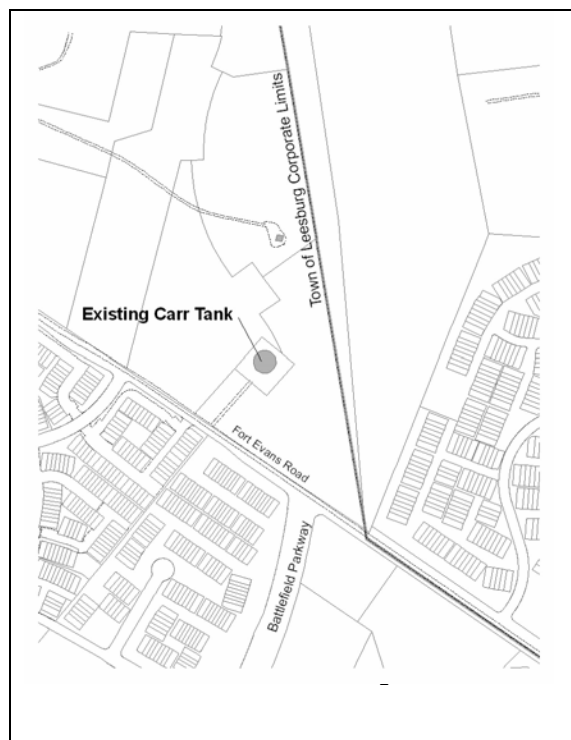 Town of Leesburg Corporate Limits
Existing Carr Tank
Fort Evans Road
Battlefield Parkway